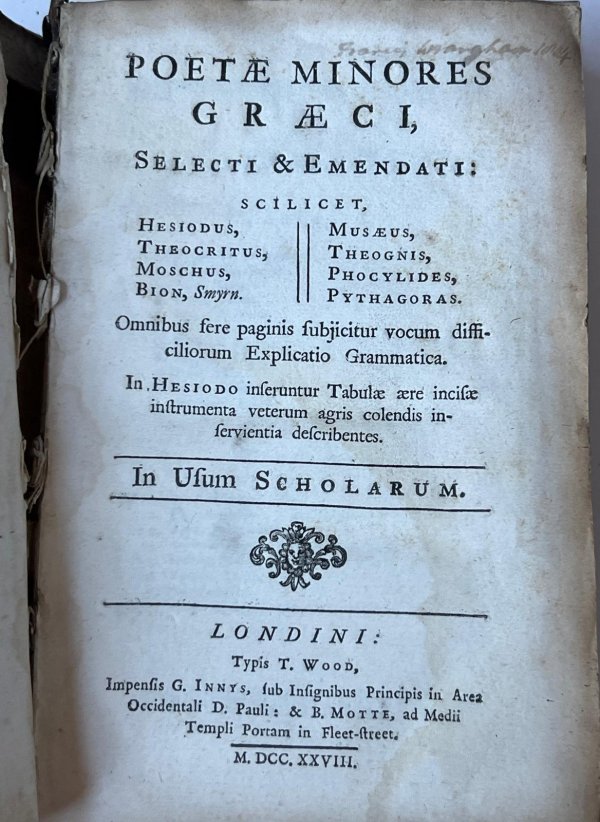 Francis Wrangham
POETÆ MINORES
GRÆCI,
SELECTI & EMENDATI:
SCILICET,
HESIODUS,
THEOCRITUS,
MOSCHUS,
BION, Smyrn.
MUSÆUS,
THEOGNIS,
PHOCYLIDES,
PYTHAGORAS.
Omnibus fere paginis ſubjicitur vocum diffi-
ciliorum Explicatio Grammatica.
In HESIODO inſeruntur Tabulæ ære inciſæ
inſtrumenta veterum agris colendis in-
ſervientia deſcribentes.
In Uſum SCHOLARUM.
LONDINI:
Typis T. WOOD,
Impenſis G. INNYS, ſub Inſignibus Principis in Area
Occidentali D. Pauli: & B. MOTTE, ad Medii
Templi Portam in Fleet-ſtreet.
M. DCC. XXVIII.